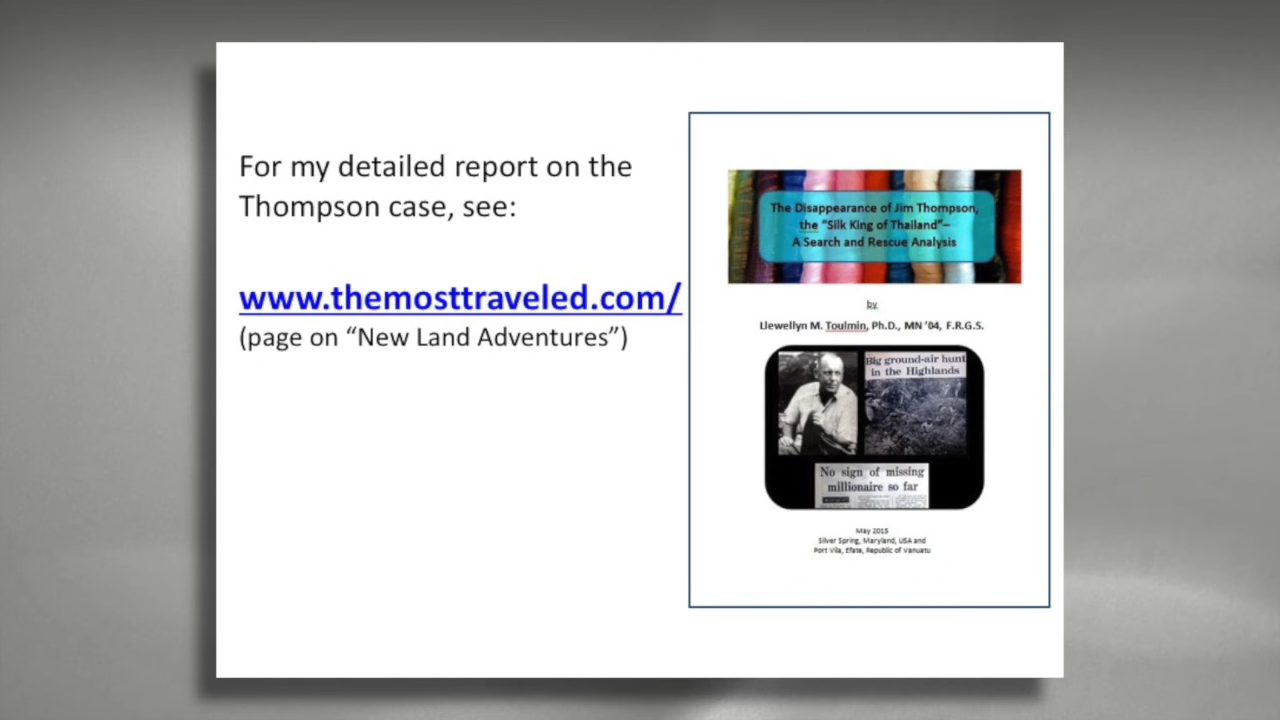 For my detailed report on the
Thompson case, see:
www.themosttraveled.com/
(page on “New Land Adventures”)
The Disappearance of Jim Thompson,
the “Silk King of Thailand”–
A Search and Rescue Analysis
by
Llewellyn M. Toulmin, Ph.D., MN ’04, F.R.G.S.
Big ground-air hunt
in the Highlands
No sign of missing
millionaire so far
May 2015
Silver Spring, Maryland, USA and
Port Vila, Efate, Republic of Vanuatu